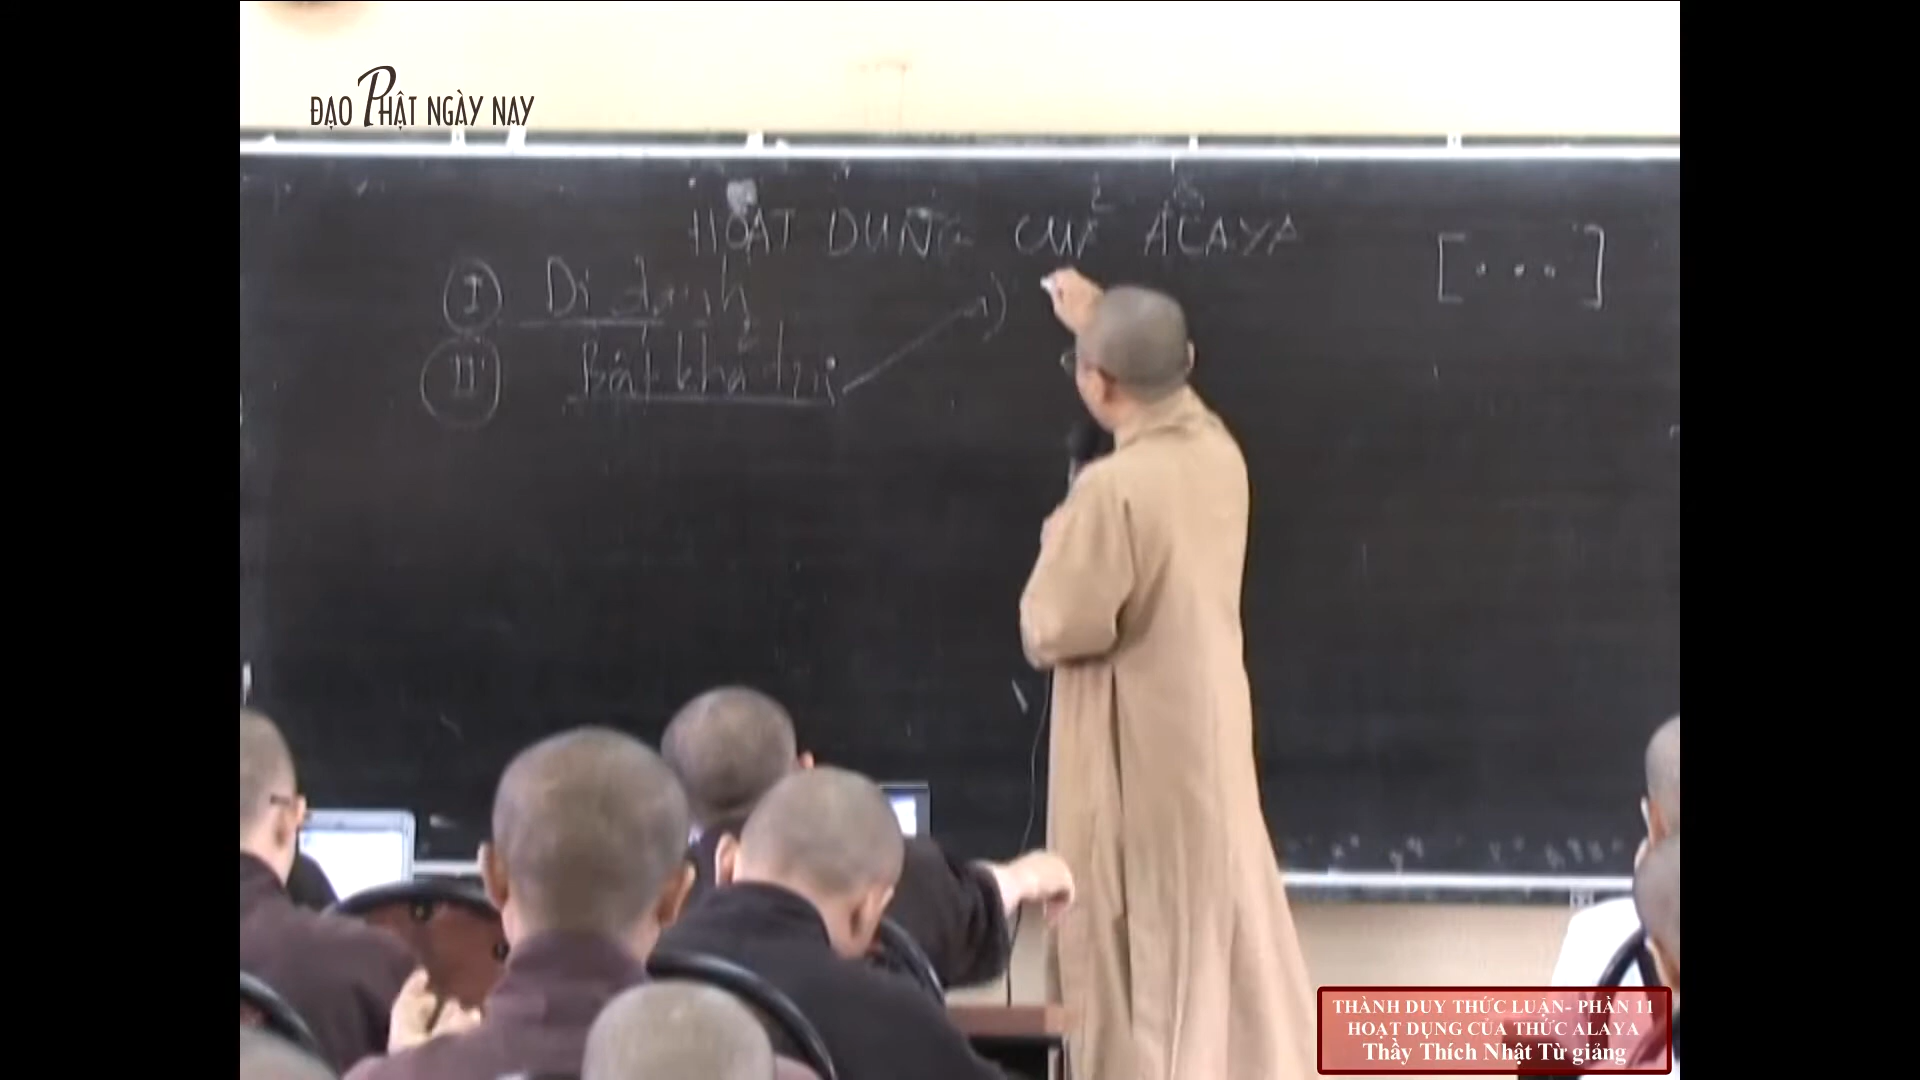 ĐẠO PHẬT NGÀY NAY
HOẠT DỤNG CỦA ALAYA
[...]
I Dị danh
II Bất khả tri
a)
THÀNH DUY THỨC LUẬN- PHẦN 11
HOẠT DỤNG CỦA THỨC ALAYA
Thầy Thích Nhật Từ giảng